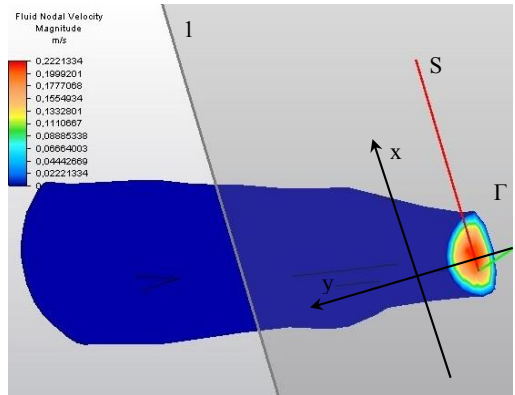 Fluid Nodal Velocity
Magnitude
m/s
0,2221334
0,1999201
0,1777068
0,1554934
0,1332801
0,1110667
0,08885338
0,06664003
0,04442669
0,02221334
0,
l
S
x
Γ
y